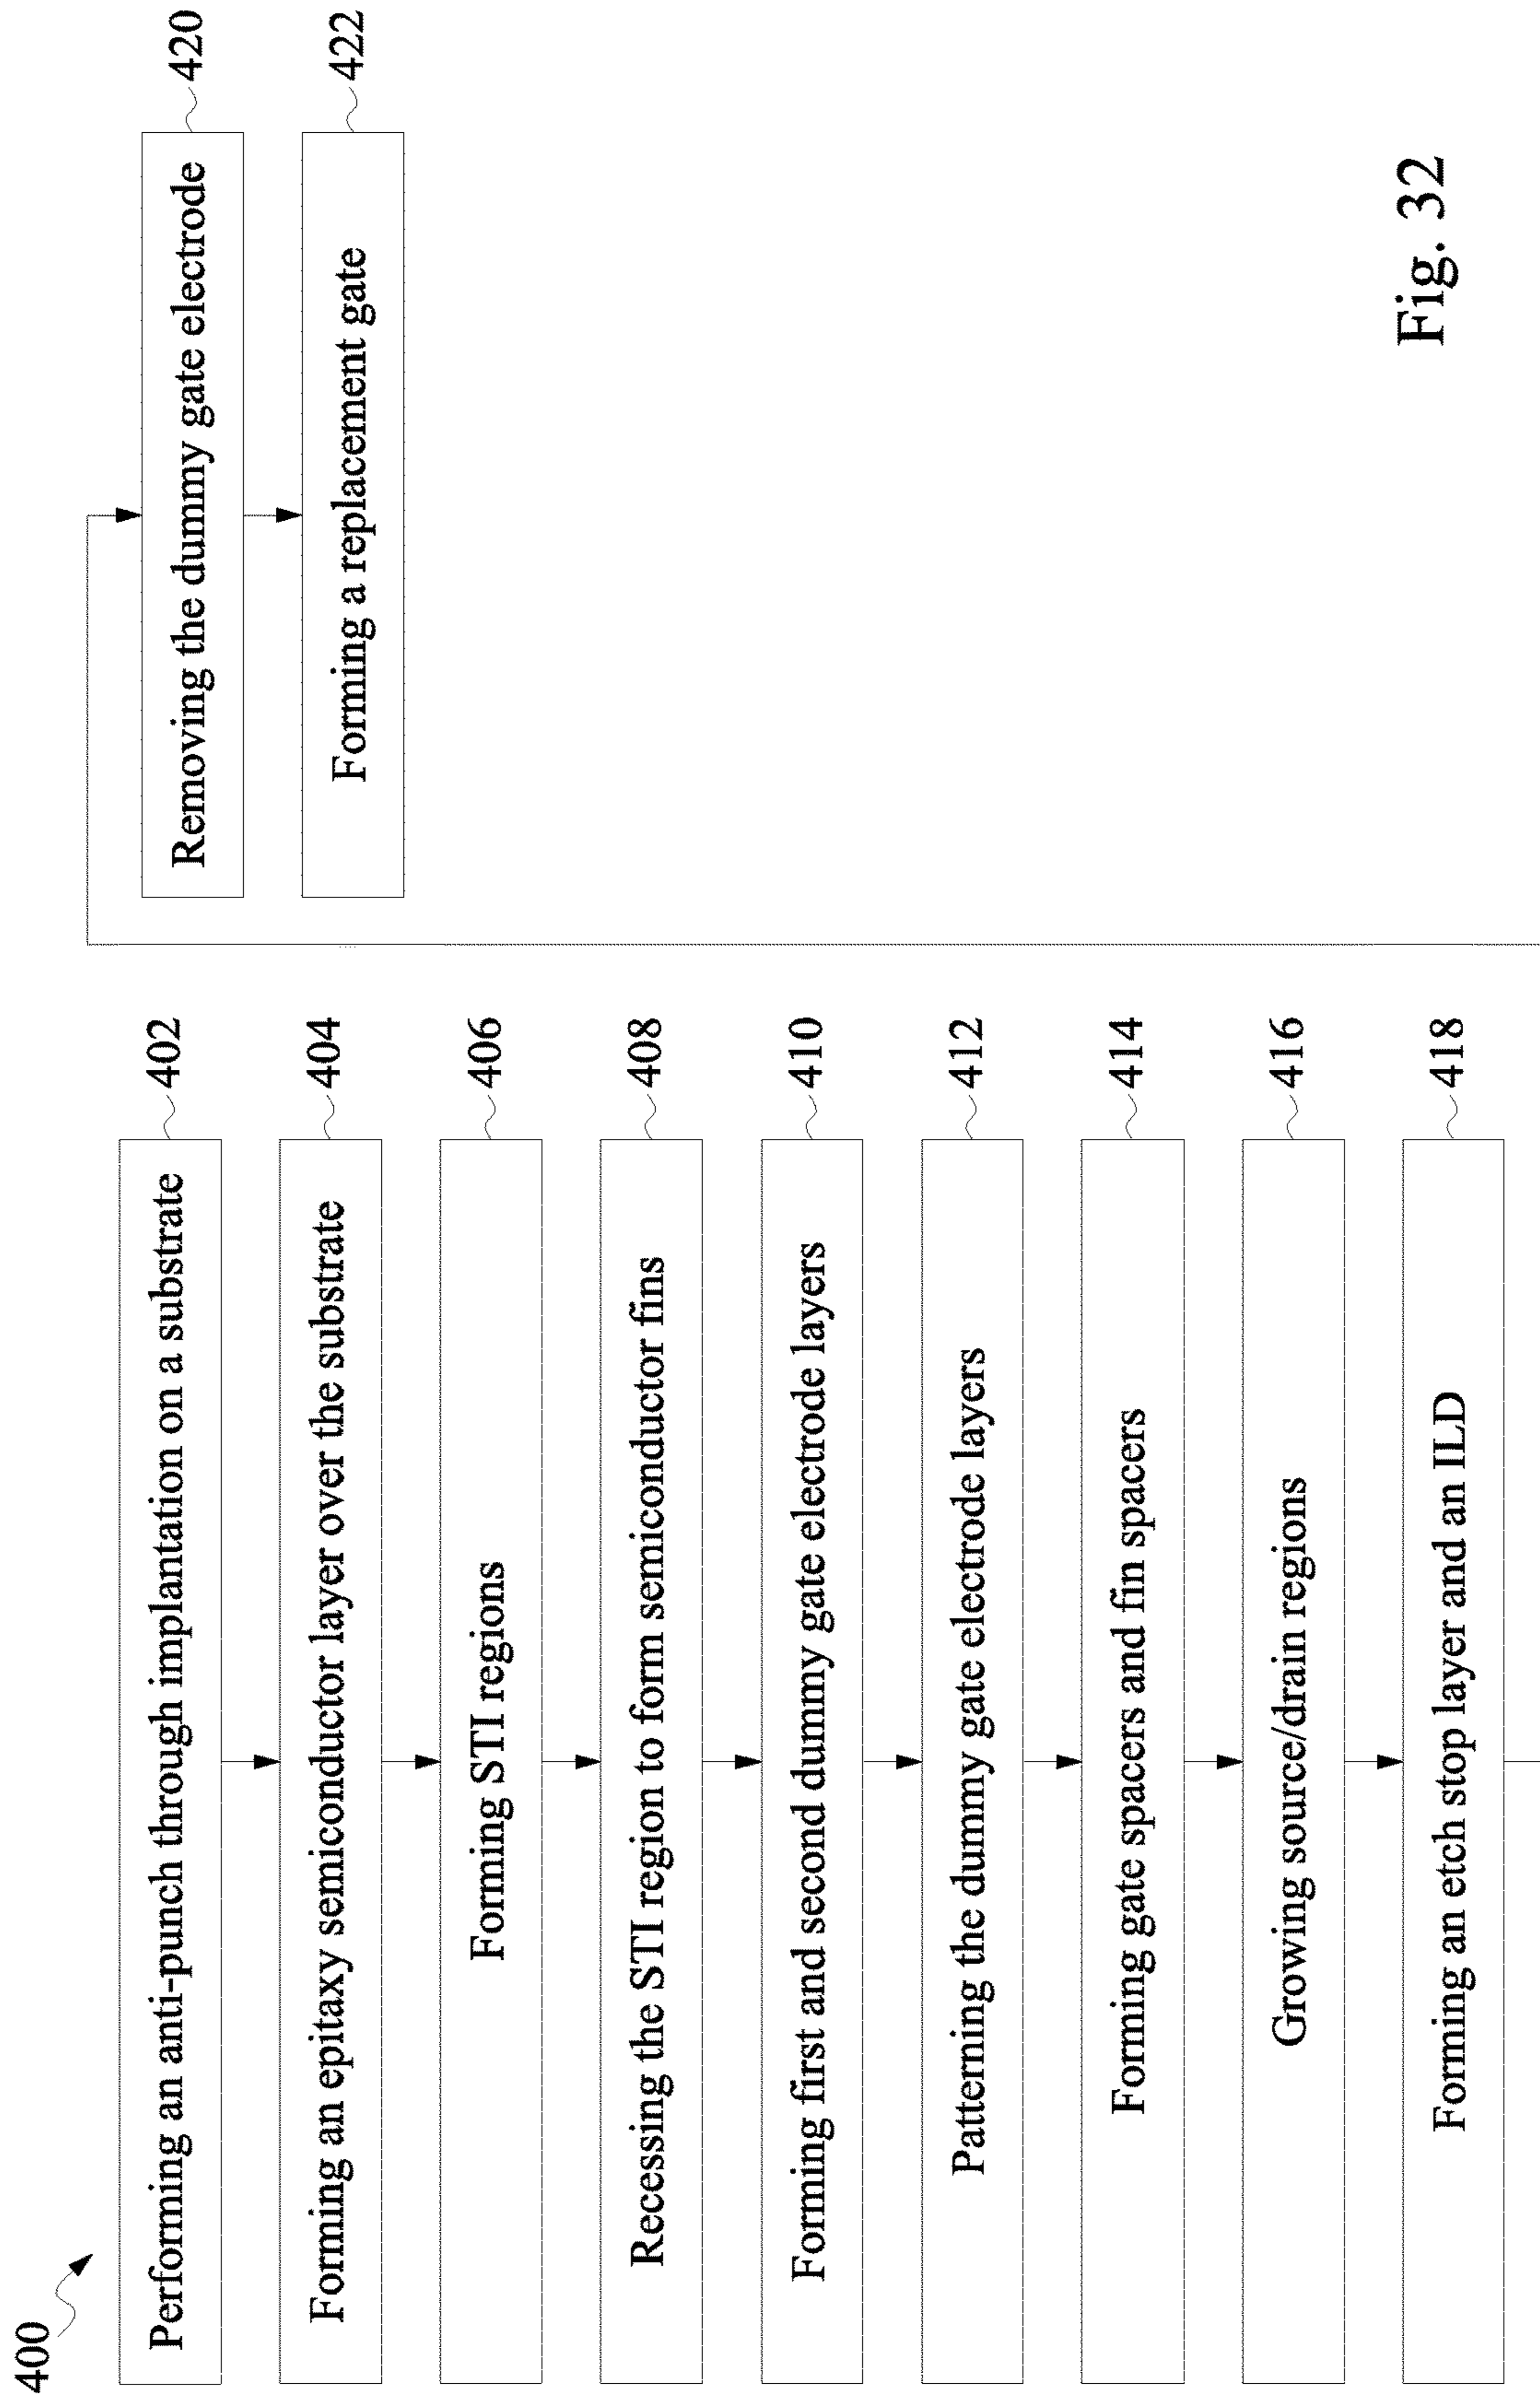 400
Performing an anti-punch through implantation on a substrate
402
Forming an epitaxy semiconductor layer over the substrate
404
Forming STI regions
406
Recessing the STI region to form semiconductor fins
408
Forming first and second dummy gate electrode layers
410
Patterning the dummy gate electrode layers
412
Forming gate spacers and fin spacers
414
Growing source/drain regions
416
Forming an etch stop layer and an ILD
418
Removing the dummy gate electrode
420
Forming a replacement gate
422
Fig. 32